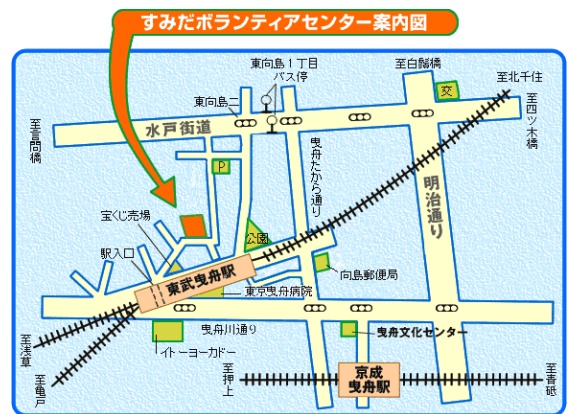 すみだボランティアセンター案内図
東向島1丁目
バス停
至白鬚橋
至北千住
交
東向島二
至言問橋
水戸街道
至四ツ木橋
P
曳舟たから通り
明治通り
宝くじ売場
公園
駅入口
東武曳舟駅
向島郵便局
東京曳舟病院
曳舟川通り
曳舟文化センター
至浅草
イトーヨーカドー
至亀戸
至押上
京成
曳舟駅
至青砥